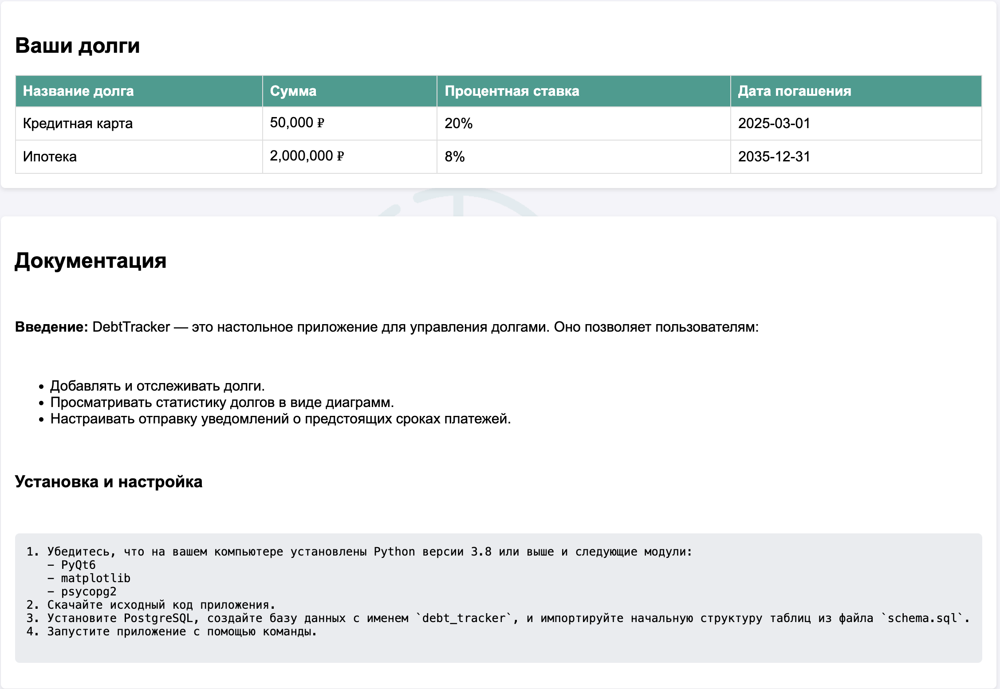 Ваши долги
Название долга Сумма Процентная ставка Дата погашения
Кредитная карта 50,000 ₽ 20% 2025-03-01
Ипотека 2,000,000 ₽ 8% 2035-12-31
Документация
Введение: DebtTracker — это настольное приложение для управления долгами. Оно позволяет пользователям:
• Добавлять и отслеживать долги.
• Просматривать статистику долгов в виде диаграмм.
• Настраивать отправку уведомлений о предстоящих сроках платежей.
Установка и настройка
1. Убедитесь, что на вашем компьютере установлены Python версии 3.8 или выше и следующие модули:
– PyQt6
– matplotlib
– psycopg2
2. Скачайте исходный код приложения.
3. Установите PostgreSQL, создайте базу данных с именем `debt_tracker`, и импортируйте начальную структуру таблиц из файла `schema.sql`.
4. Запустите приложение с помощью команды.